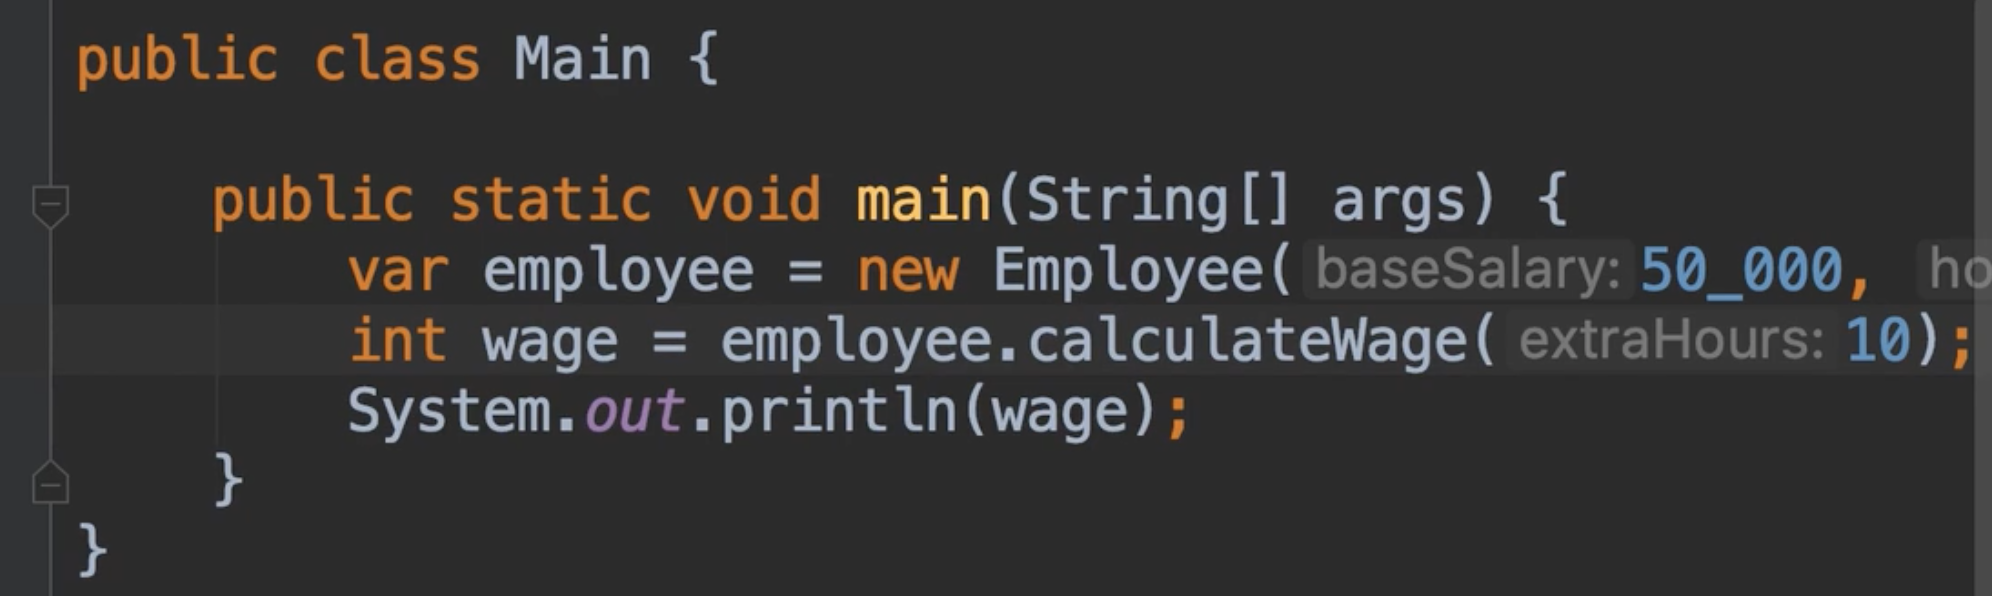 public class Main {
public static void main(String[] args) {
var employee = new Employee( baseSalary: 50_000,
int wage = employee.calculateWage( extraHours: 10);
System.out.println(wage);
}
}